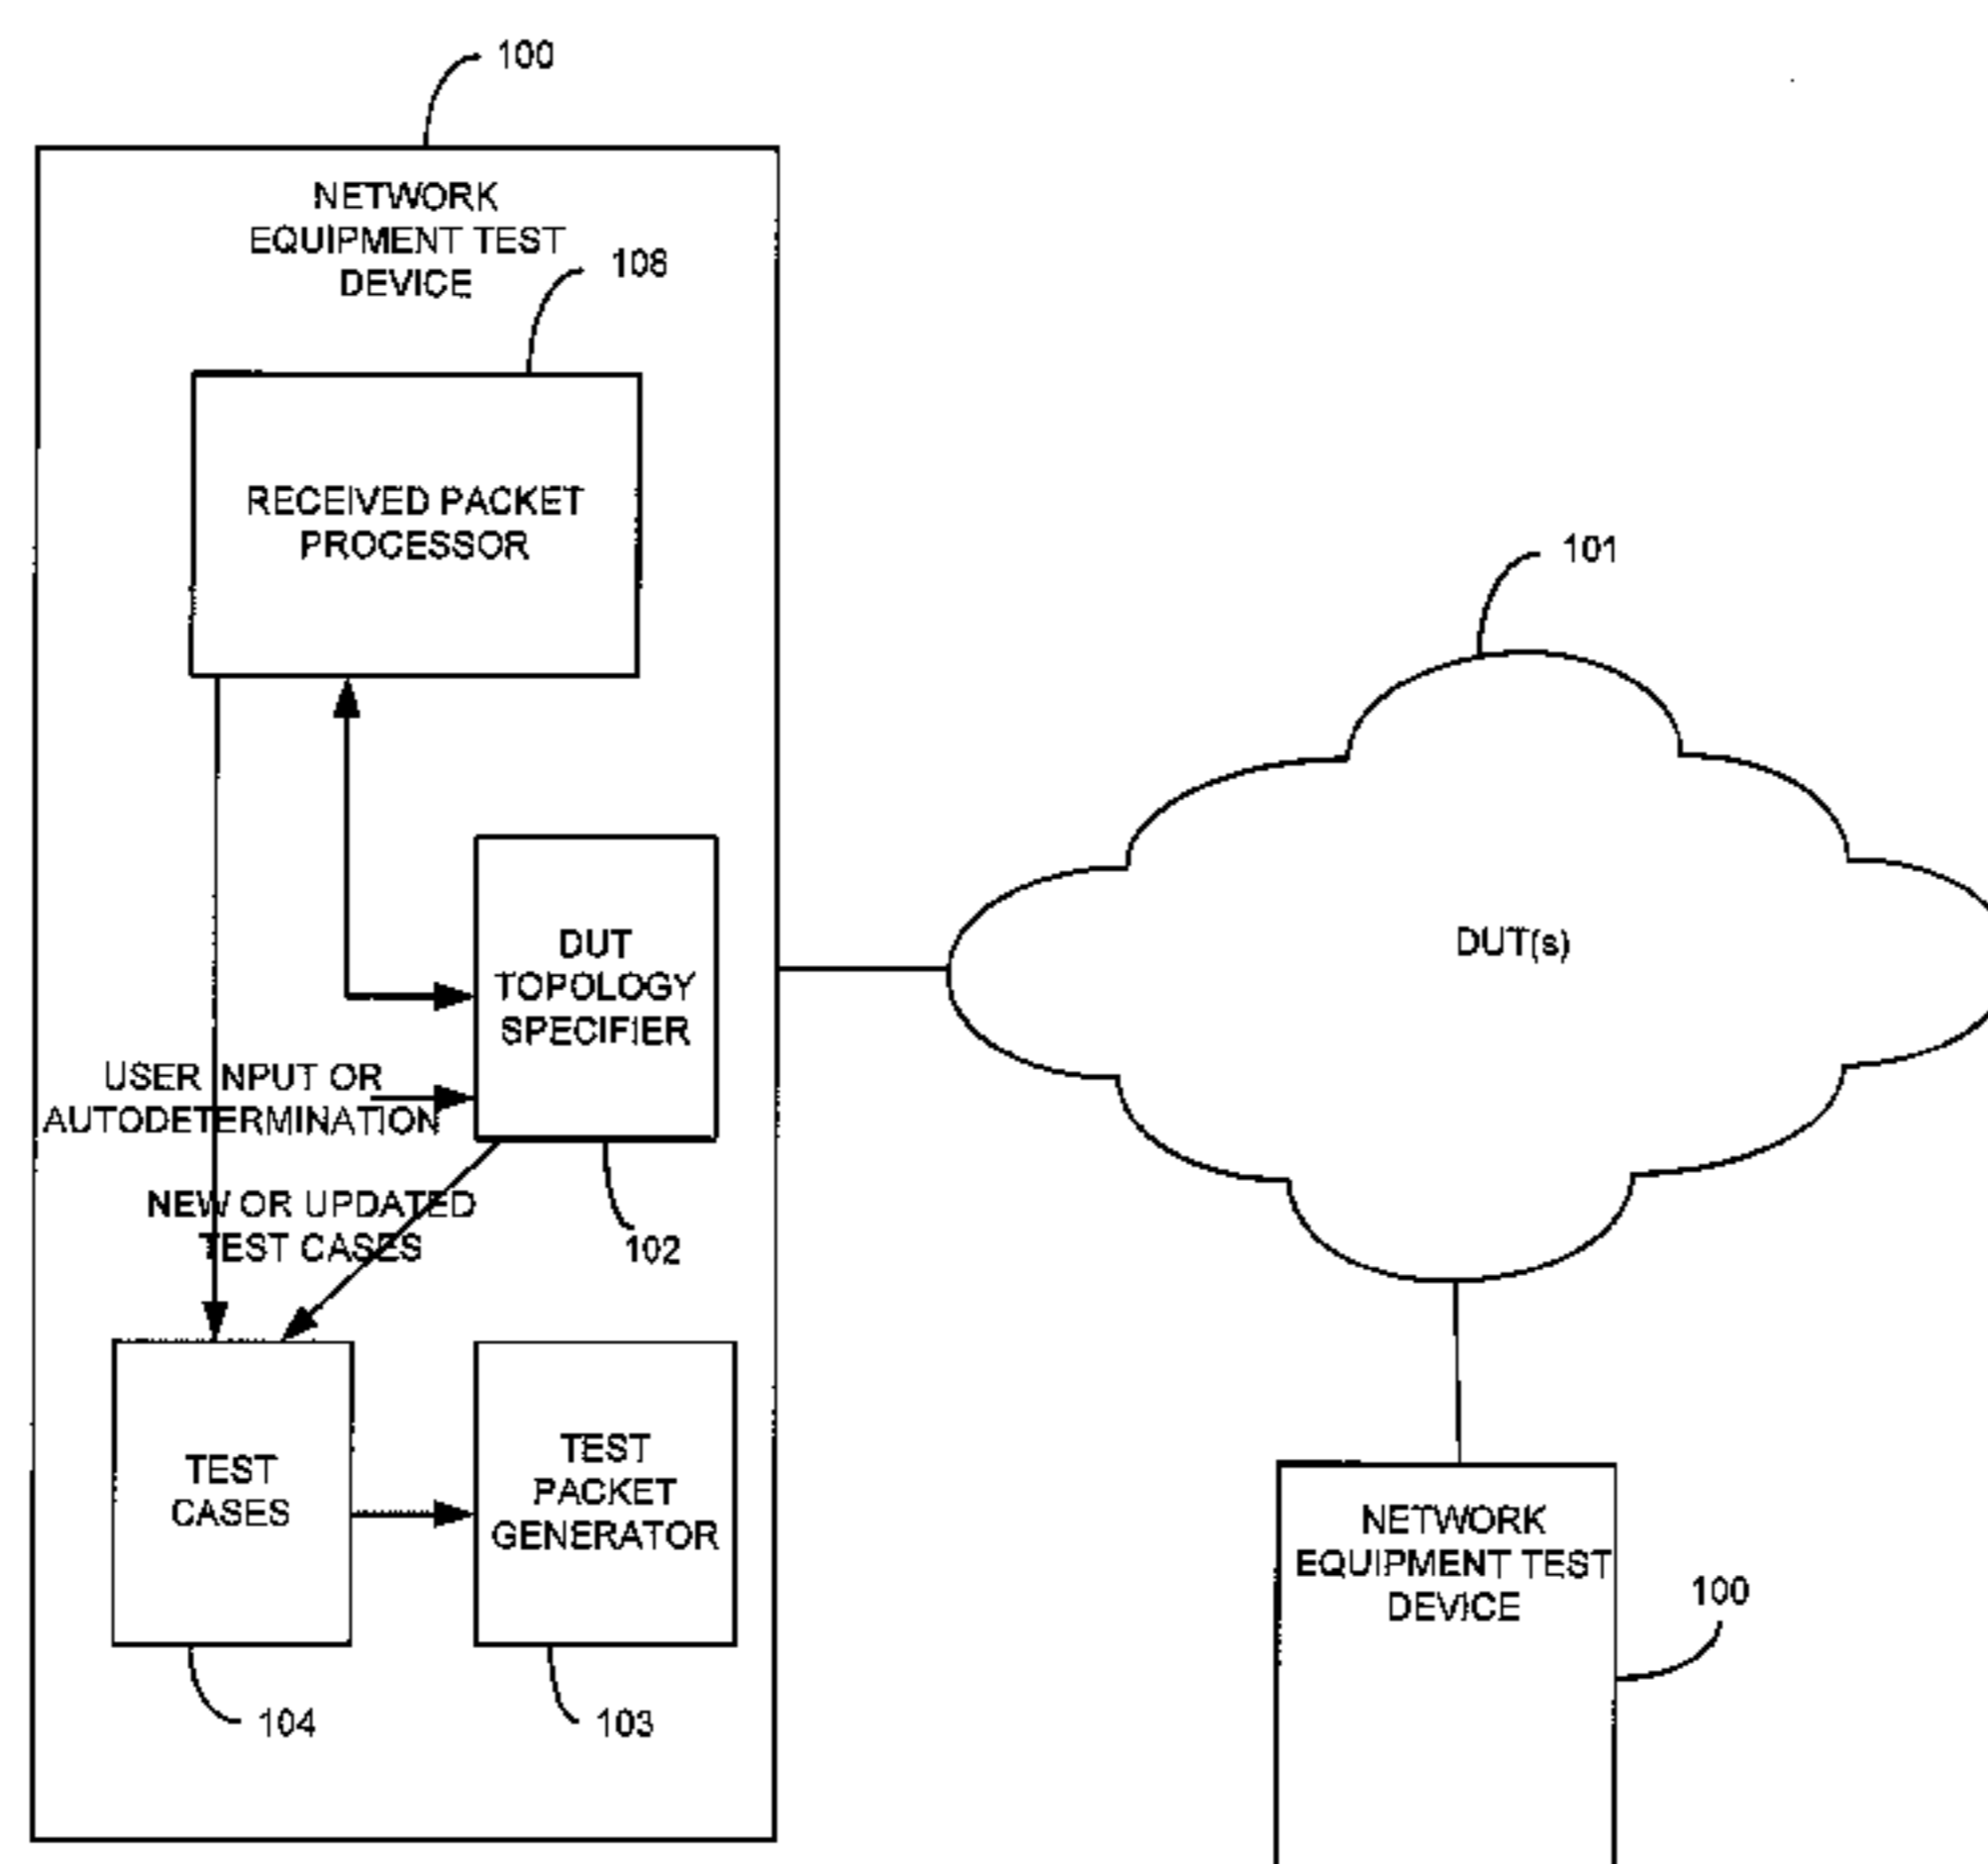 100
NETWORK
EQUIPMENT TEST
DEVICE
108
RECEIVED PACKET
PROCESSOR
101
DUT(s)
DUT
TOPOLOGY
SPECIFIER
USER INPUT OR
AUTODETERMINATION
NEW OR UPDATED
TEST CASES
102
TEST
CASES
TEST
PACKET
GENERATOR
104
103
NETWORK
EQUIPMENT TEST
DEVICE
100